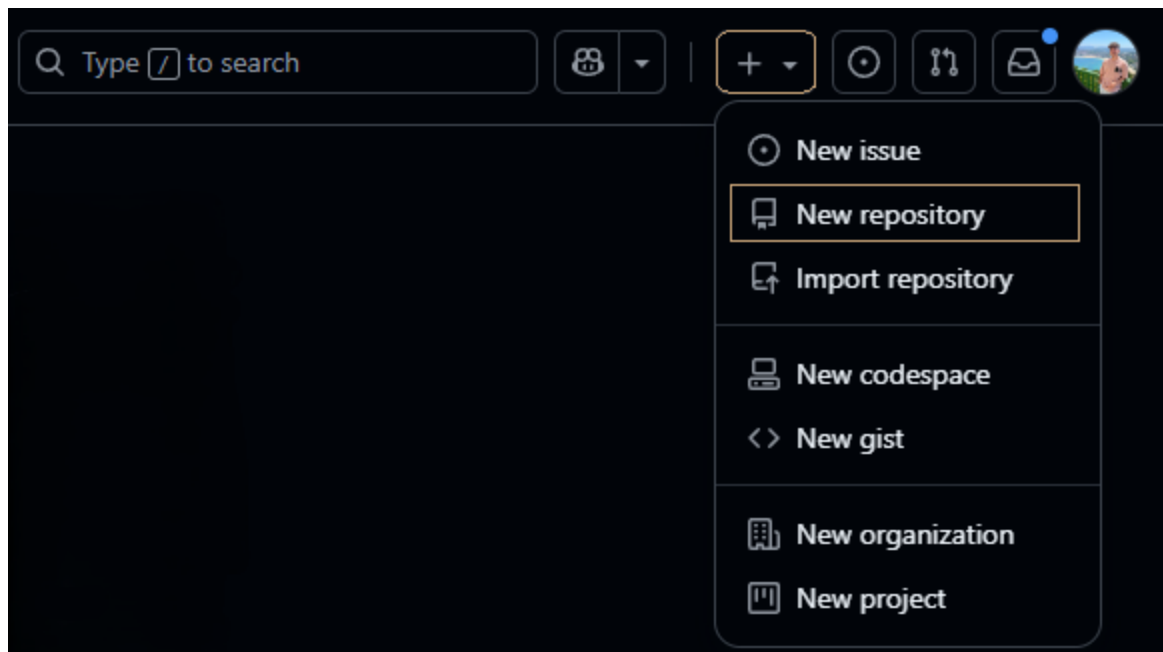 Type / to search
New issue
New repository
Import repository
New codespace
New gist
New organization
New project